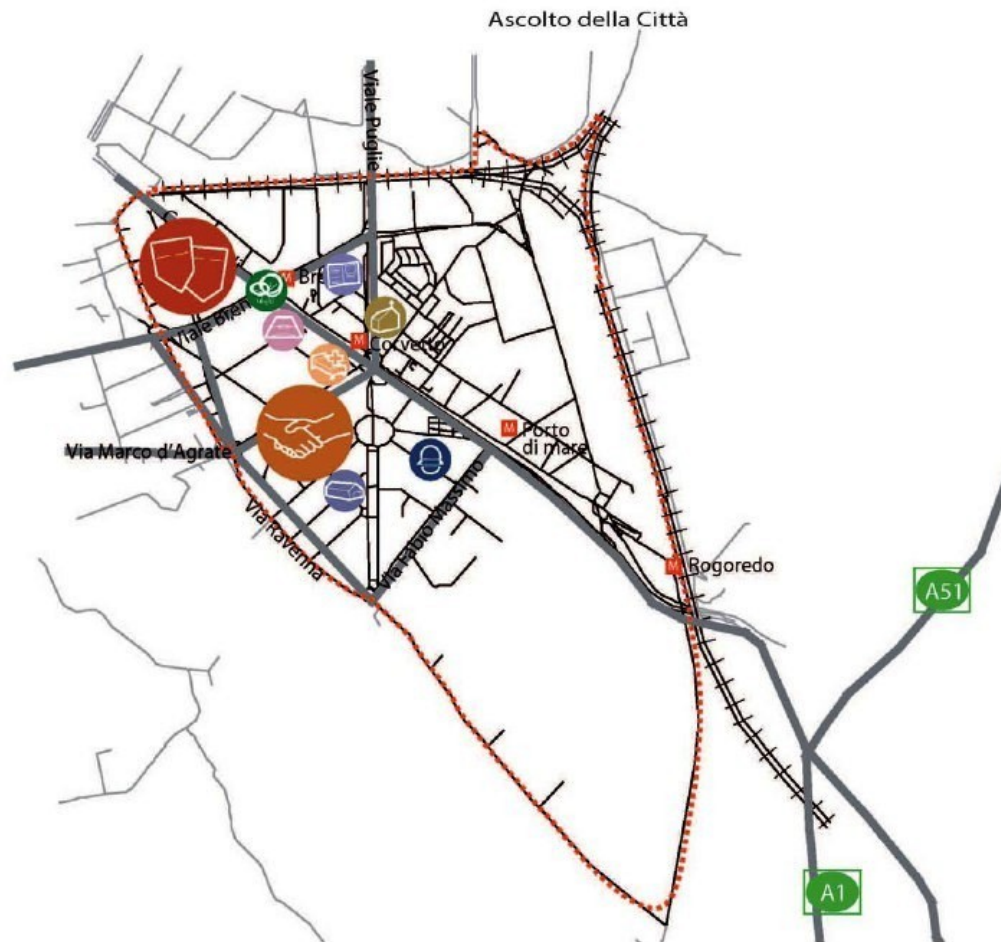 Ascolto della Città
Viale Puglie
M
Viale Bren
M
Corvetto
M
Porto
di mare
Via Marco d'Agrate
Via Ravenna
Via Fabio Massimo
M
Rogoredo
A51
A1